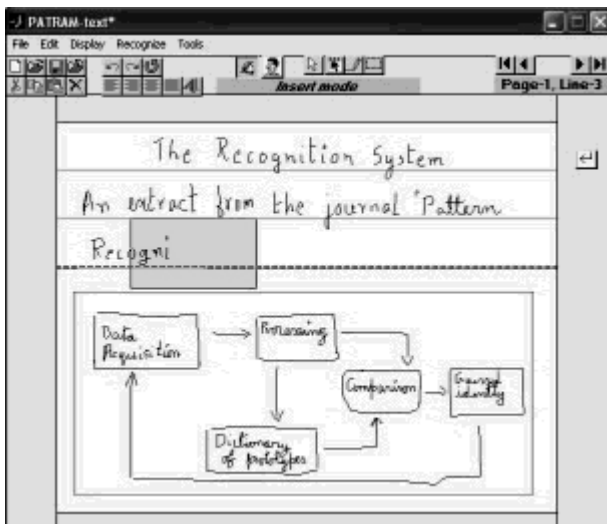 PATRAM-text*
File Edit Display Recognize Tools
Insert mode
Page-1, Line-3
The Recognition System
An extract from the journal "Pattern
Recogni
Data
Acquisition
Processing
Comparison
identity
Dictionary
of prototypes